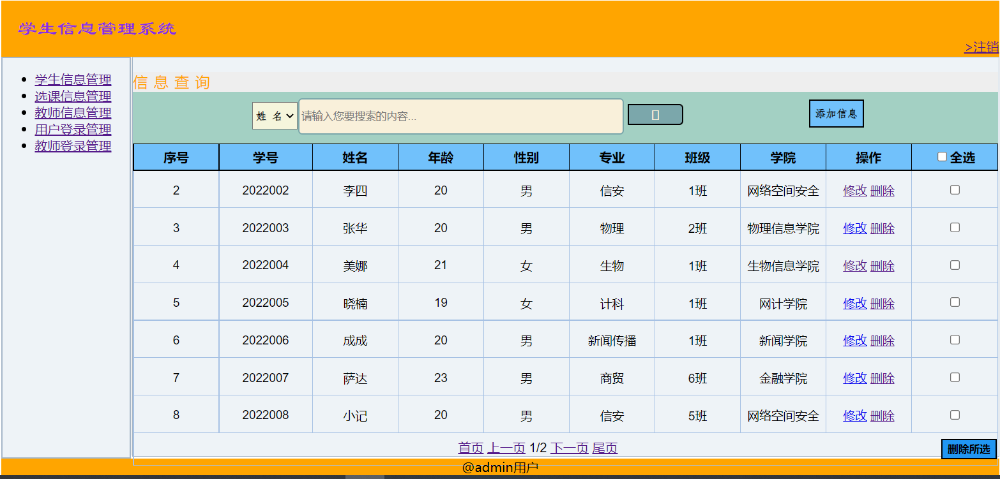 学生信息管理系统
>注销
学生信息管理
选课信息管理
教师信息管理
用户登录管理
教师登录管理
信 息 查 询
姓 名 请输入您要搜索的内容... 添加信息
序号 学号 姓名 年龄 性别 专业 班级 学院 操作 全选
2 2022002 李四 20 男 信安 1班 网络空间安全 修改 删除
3 2022003 张华 20 男 物理 2班 物理信息学院 修改 删除
4 2022004 美娜 21 女 生物 1班 生物信息学院 修改 删除
5 2022005 晓楠 19 女 计科 1班 网计学院 修改 删除
6 2022006 成成 20 男 新闻传播 1班 新闻学院 修改 删除
7 2022007 萨达 23 男 商贸 6班 金融学院 修改 删除
8 2022008 小记 20 男 信安 5班 网络空间安全 修改 删除
首页 上一页 1/2 下一页 尾页 删除所选
@admin用户